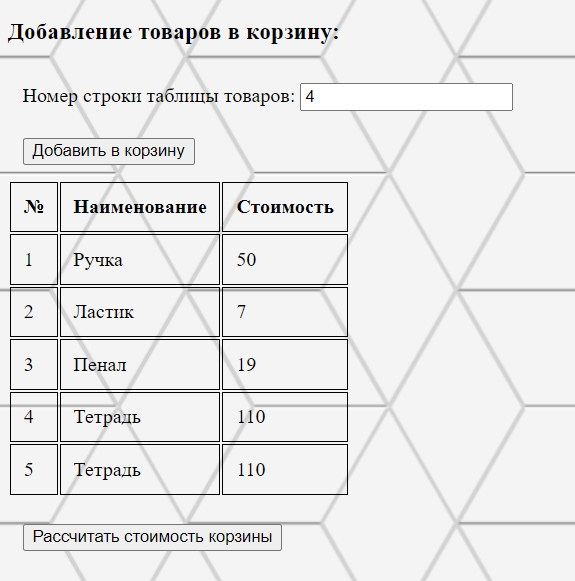 Добавление товаров в корзину:
Номер строки таблицы товаров: 4
Добавить в корзину
№ Наименование Стоимость
1 Ручка 50
2 Ластик 7
3 Пенал 19
4 Тетрадь 110
5 Тетрадь 110
Рассчитать стоимость корзины